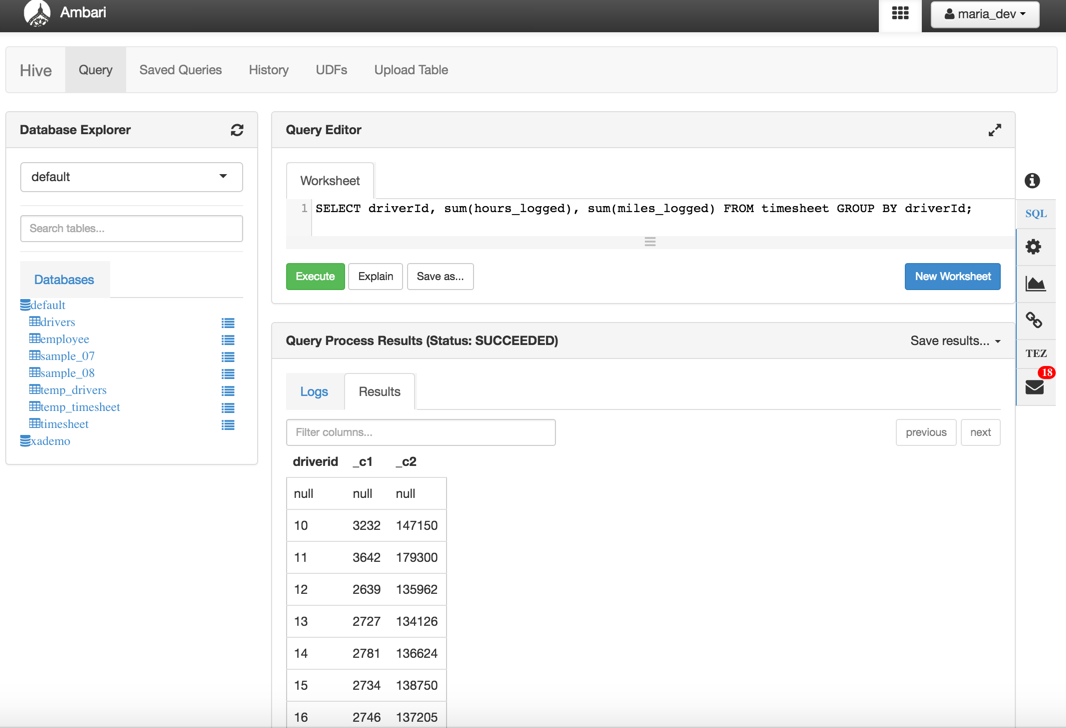 Ambari
maria_dev
Hive Query Saved Queries History UDFs Upload Table
Database Explorer
default
Search tables...
Databases
default
drivers
employee
sample_07
sample_08
temp_drivers
temp_timesheet
timesheet
xademo
Query Editor
Worksheet
1 SELECT driverId, sum(hours_logged), sum(miles_logged) FROM timesheet GROUP BY driverId;
Execute Explain Save as... New Worksheet
Query Process Results (Status: SUCCEEDED) Save results...
Logs Results
Filter columns... previous next
driverid _c1 _c2
null null null
10 3232 147150
11 3642 179300
12 2639 135962
13 2727 134126
14 2781 136624
15 2734 138750
16 2746 137205
SQL
TEZ
18